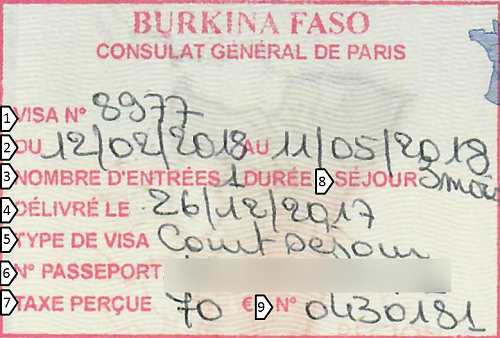 BURKINA FASO
CONSULAT GÉNÉRAL DE PARIS
1 VISA N° 8977
2 DU 12/02/2018 AU 11/05/2018
3 NOMBRE D'ENTRÉES 1 DURÉE 8 SÉJOUR 3 mois
4 DÉLIVRÉ LE 26/12/2017
5 TYPE DE VISA Court Séjour
6 N° PASSEPORT
7 TAXE PERÇUE 70 € 9 N° 0430181